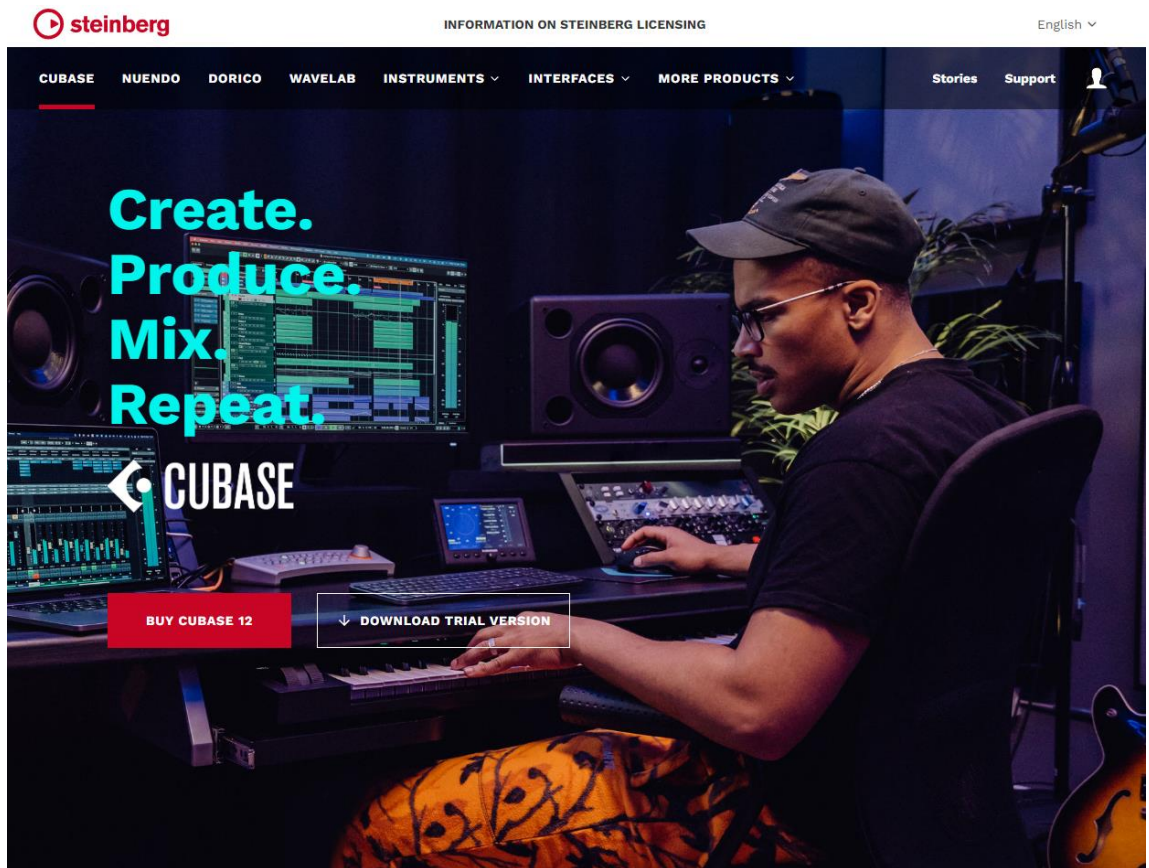 steinberg
INFORMATION ON STEINBERG LICENSING
English
CUBASE NUENDO DORICO WAVELAB INSTRUMENTS INTERFACES MORE PRODUCTS Stories Support
Create.
Produce.
Mix.
Repeat.
CUBASE
BUY CUBASE 12
DOWNLOAD TRIAL VERSION